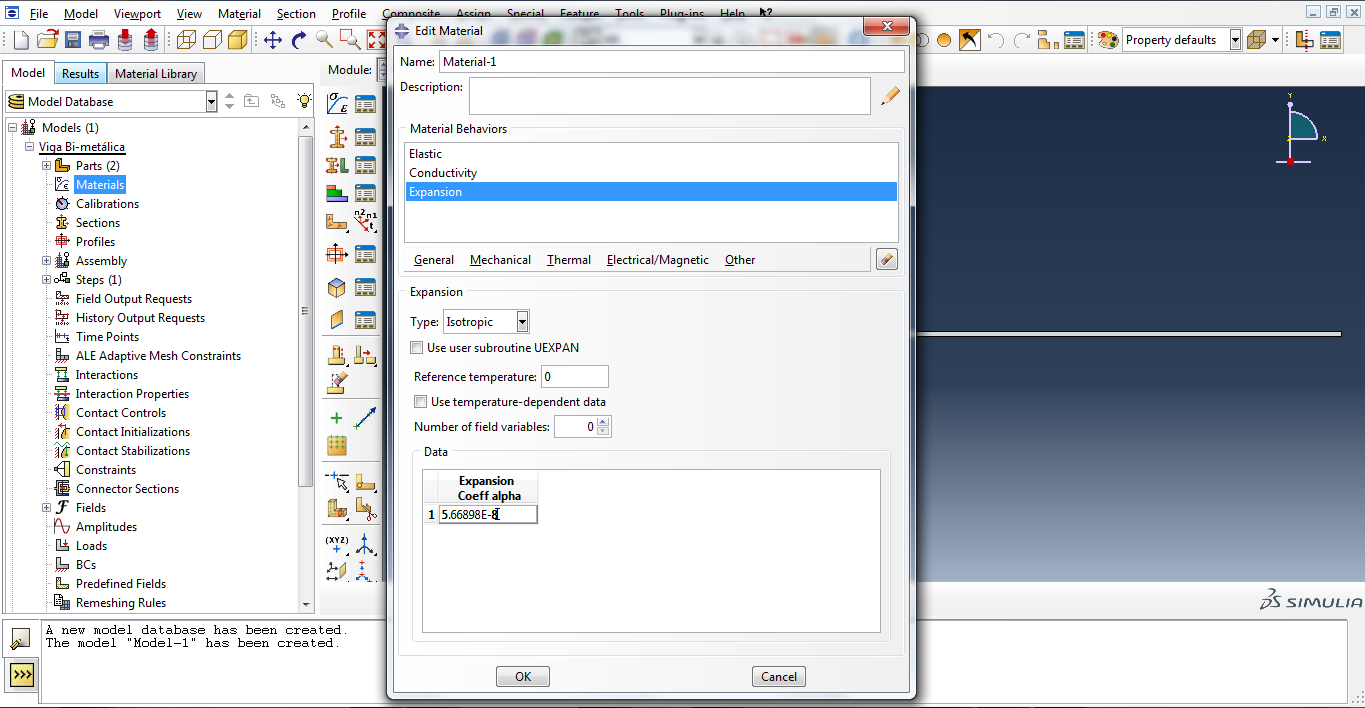 File Model Viewport View Material Section Profile Composite Assign Special Feature Tools Plug-ins Help
Property defaults
Model Results Material Library
Module:
Model Database
Models (1)
Viga Bi-metálica
Parts (2)
Materials
Calibrations
Sections
Profiles
Assembly
Steps (1)
Field Output Requests
History Output Requests
Time Points
ALE Adaptive Mesh Constraints
Interactions
Interaction Properties
Contact Controls
Contact Initializations
Contact Stabilizations
Constraints
Connector Sections
Fields
Amplitudes
Loads
BCs
Predefined Fields
Remeshing Rules
σ ε
n2 n1 t
(XYZ)
Edit Material
Name: Material-1
Description:
Material Behaviors
Elastic
Conductivity
Expansion
General Mechanical Thermal Electrical/Magnetic Other
Expansion
Type: Isotropic
Use user subroutine UEXPAN
Reference temperature: 0
Use temperature-dependent data
Number of field variables: 0
Data
Expansion
Coeff alpha
1 5.66898E-8
OK Cancel
Y
X
Z
SIMULIA
A new model database has been created.
The model "Model-1" has been created.
>>>